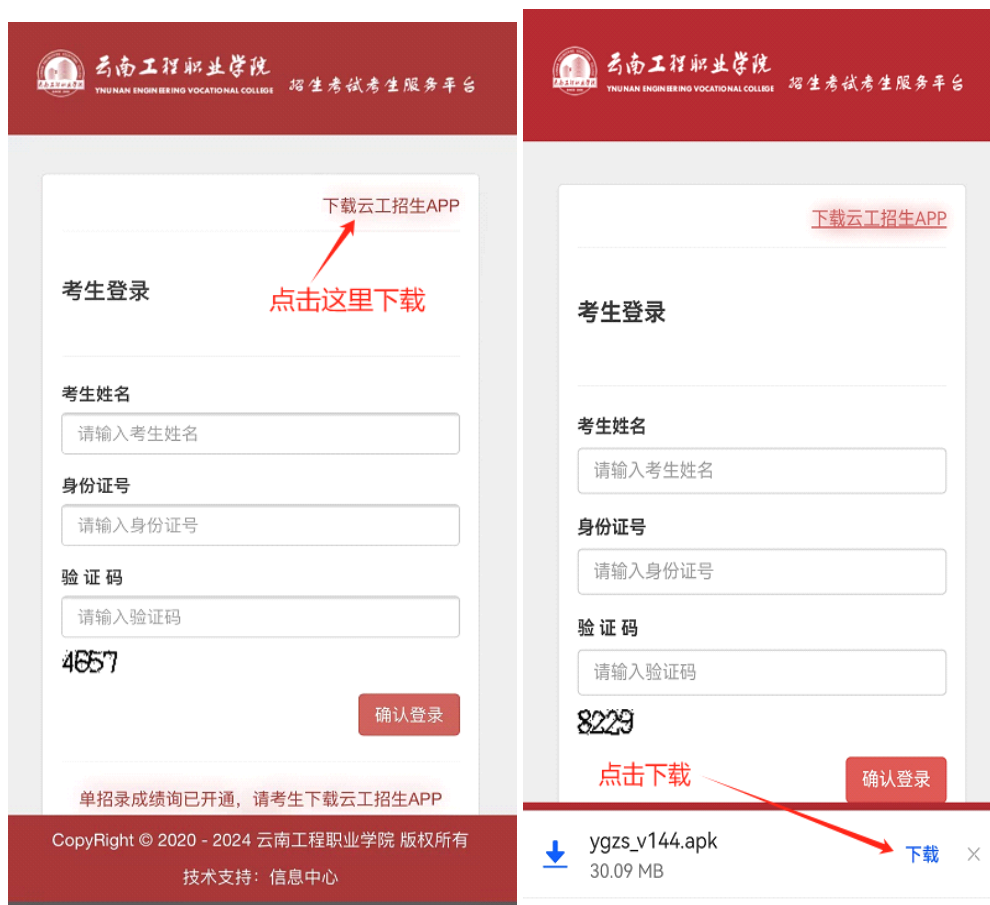 云南工程职业学院
YNUNAN ENGINEERING VOCATIONAL COLLEGE
招生考试考生服务平台
下载云工招生APP
点击这里下载
考生登录
考生姓名
请输入考生姓名
身份证号
请输入身份证号
验 证 码
请输入验证码
4657
确认登录
单招录成绩询已开通，请考生下载云工招生APP
CopyRight © 2020 - 2024 云南工程职业学院 版权所有
技术支持：信息中心
云南工程职业学院
YNUNAN ENGINEERING VOCATIONAL COLLEGE
招生考试考生服务平台
下载云工招生APP
考生登录
考生姓名
请输入考生姓名
身份证号
请输入身份证号
验 证 码
请输入验证码
8229
点击下载
确认登录
ygzs_v144.apk
30.09 MB
下载